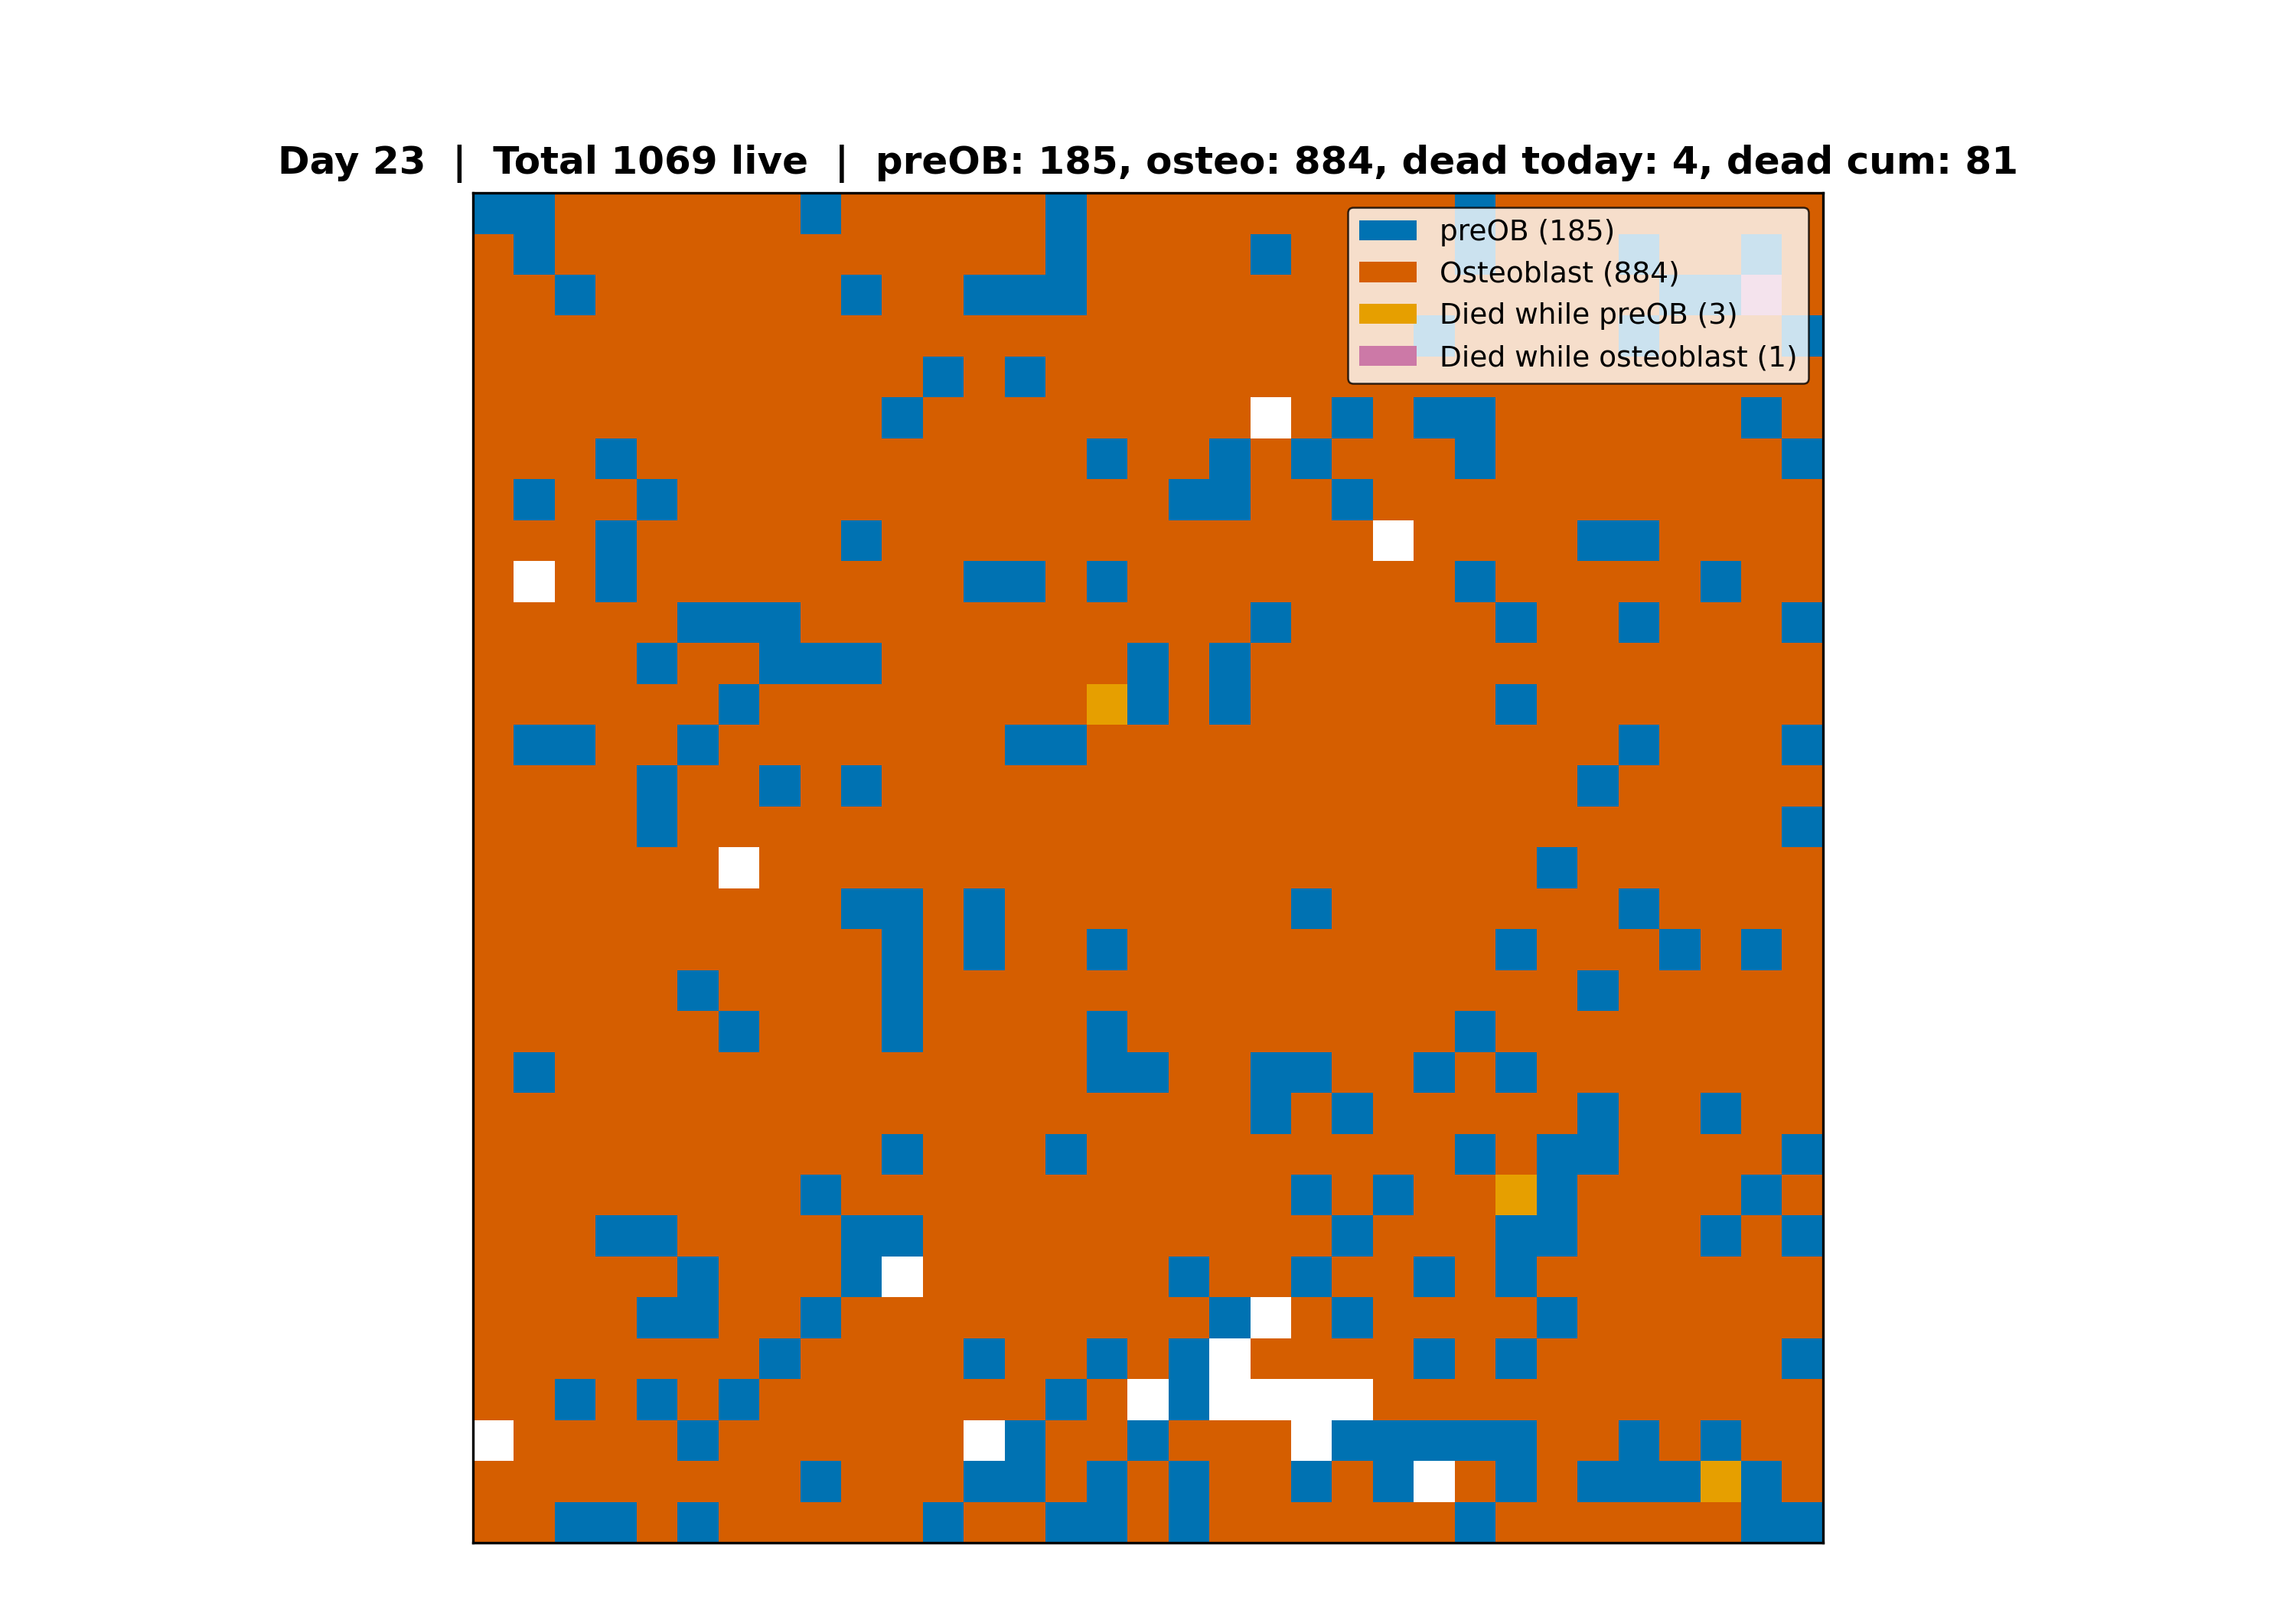 Day 23 | Total 1069 live | preOB: 185, osteo: 884, dead today: 4, dead cum: 81
preOB (185)
Osteoblast (884)
Died while preOB (3)
Died while osteoblast (1)